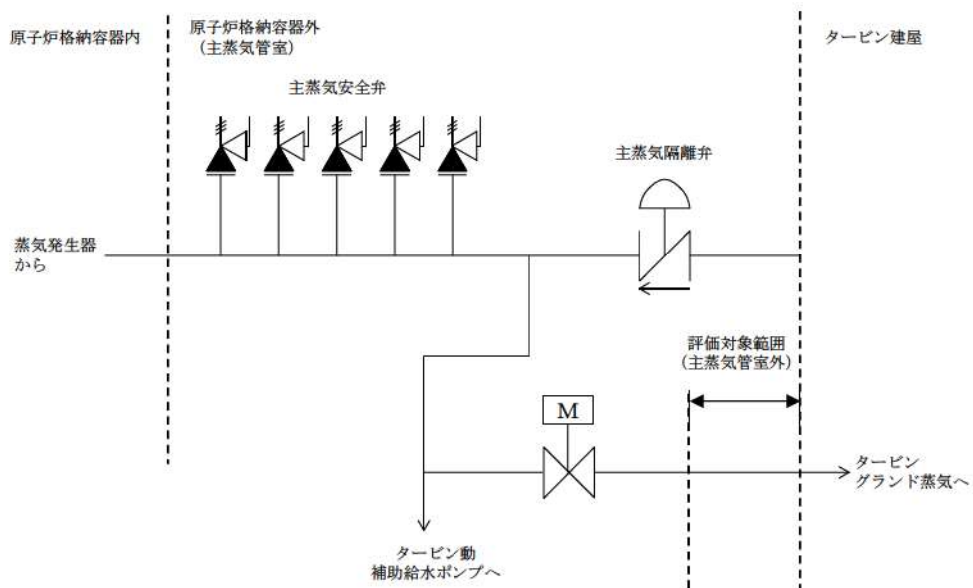 原子炉格納容器内
原子炉格納容器外
(主蒸気管室)
タービン建屋
主蒸気安全弁
主蒸気隔離弁
蒸気発生器
から
評価対象範囲
(主蒸気管室外)
M
タービン
グランド蒸気へ
タービン動
補助給水ポンプへ